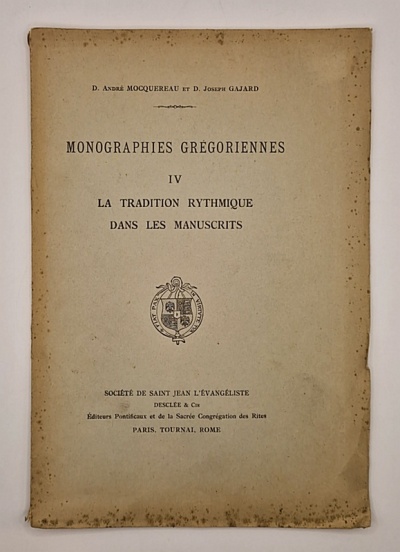 D. André MOCQUEREAU ET D. Joseph GAJARD
MONOGRAPHIES GRÉGORIENNES
IV
LA TRADITION RYTHMIQUE
DANS LES MANUSCRITS
SOCIÉTÉ DE SAINT JEAN L'ÉVANGÉLISTE
DESCLÉE & Cie
Éditeurs Pontificaux et de la Sacrée Congrégation des Rites
PARIS, TOURNAI, ROME